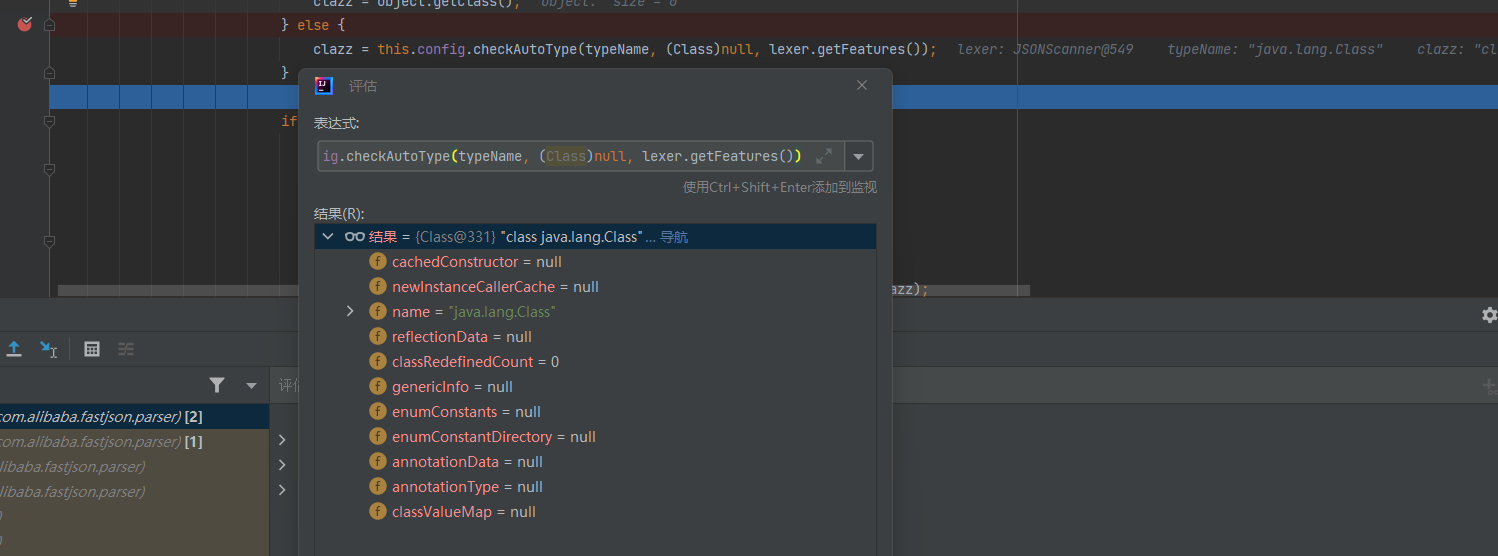 clazz = object.getClass(); object: size = 0
} else {
clazz = this.config.checkAutoType(typeName, (Class)null, lexer.getFeatures()); lexer: JSONScanner@549 typeName: "java.lang.Class" clazz: "cl
}
if
azz);
评估
表达式:
ig.checkAutoType(typeName, (Class)null, lexer.getFeatures())
使用Ctrl+Shift+Enter添加到监视
结果(R):
结果 = {Class@331} "class java.lang.Class" ... 导航
cachedConstructor = null
newInstanceCallerCache = null
name = "java.lang.Class"
reflectionData = null
classRedefinedCount = 0
genericInfo = null
enumConstants = null
enumConstantDirectory = null
annotationData = null
annotationType = null
classValueMap = null
评估
com.alibaba.fastjson.parser) [2]
com.alibaba.fastjson.parser) [1]
alibaba.fastjson.parser)
alibaba.fastjson.parser)
)
)